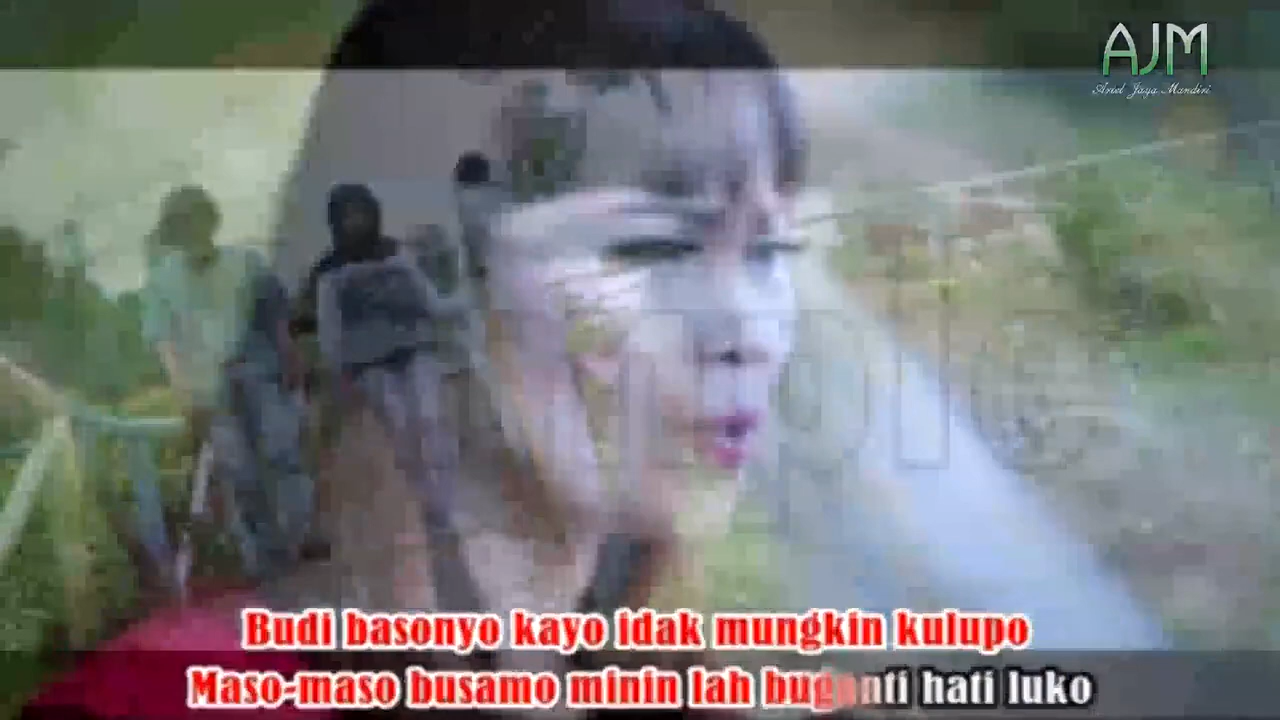 AJM
Ariel Jaya Mandiri
Budi basonyo kayo idak mungkin kulupo
Maso-maso busamo minin lah buganti hati luko